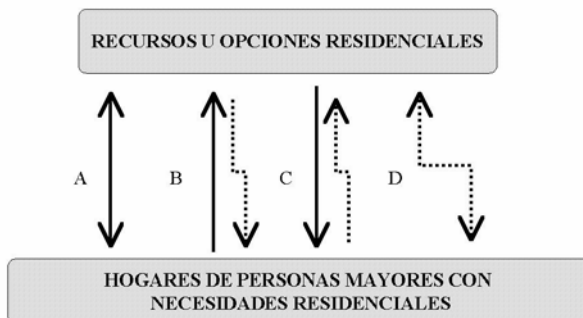 RECURSOS U OPCIONES RESIDENCIALES
A B C D
HOGARES DE PERSONAS MAYORES CON
NECESIDADES RESIDENCIALES